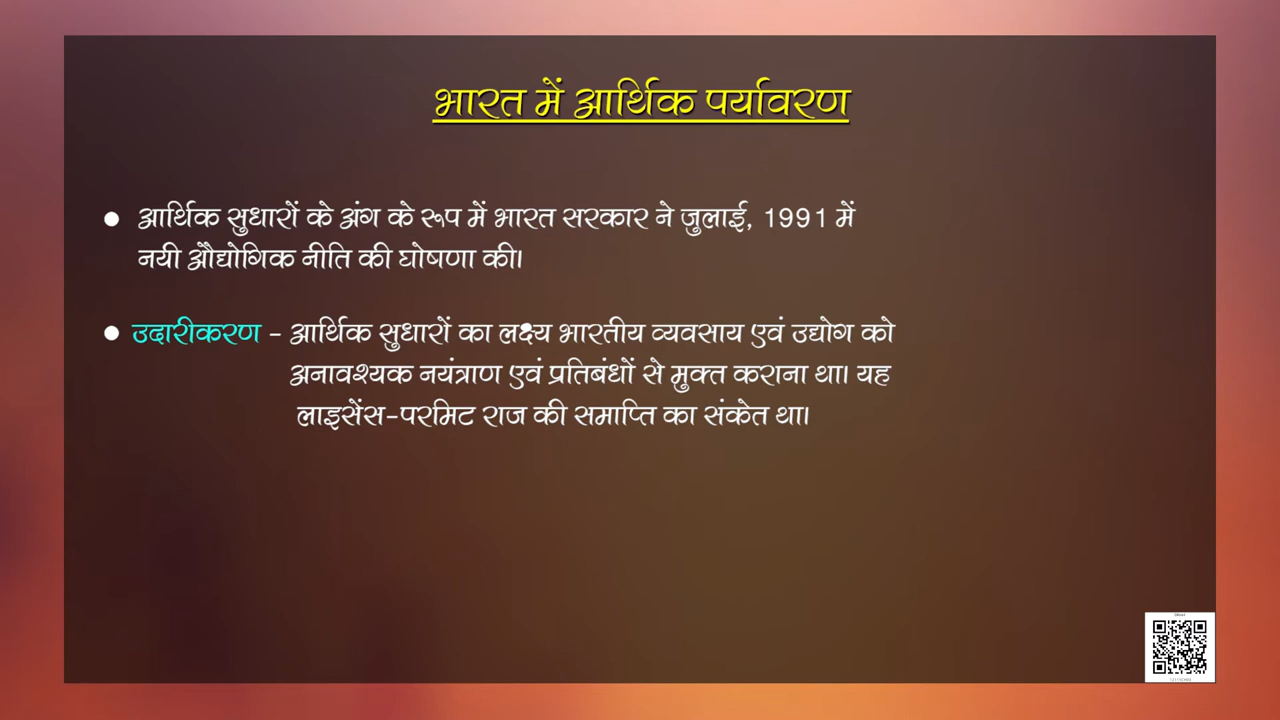 भारत में आर्थिक पर्यावरण
● आर्थिक सुधारों के अंग के रूप में भारत सरकार ने जुलाई, 1991 में
नयी औद्योगिक नीति की घोषणा की।
● उदारीकरण – आर्थिक सुधारों का लक्ष्य भारतीय व्यवसाय एवं उद्योग को
अनावश्यक नयंत्राण एवं प्रतिबंधों से मुक्त कराना था। यह
लाइसेंस-परमिट राज की समाप्ति का संकेत था।